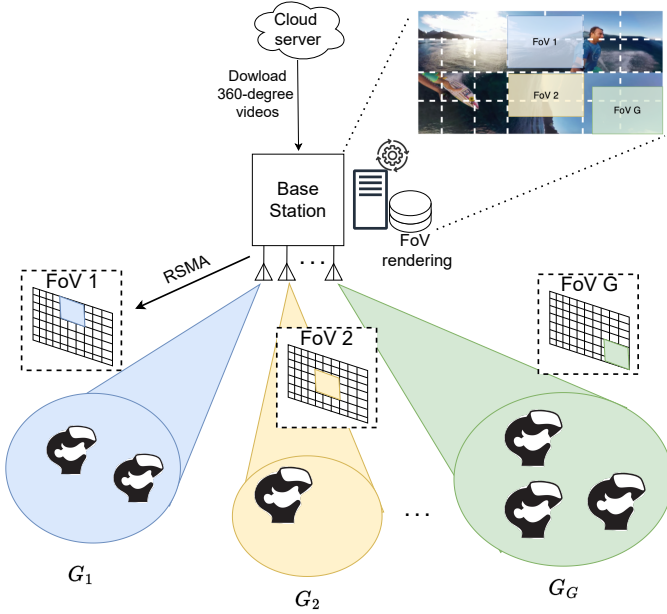 Cloud
server
Dowload
360-degree
videos
FoV 1
FoV 2
FoV G
Base
Station
FoV
rendering
RSMA
. . .
FoV 1
FoV 2
FoV G
. . .
G1
G2
GG